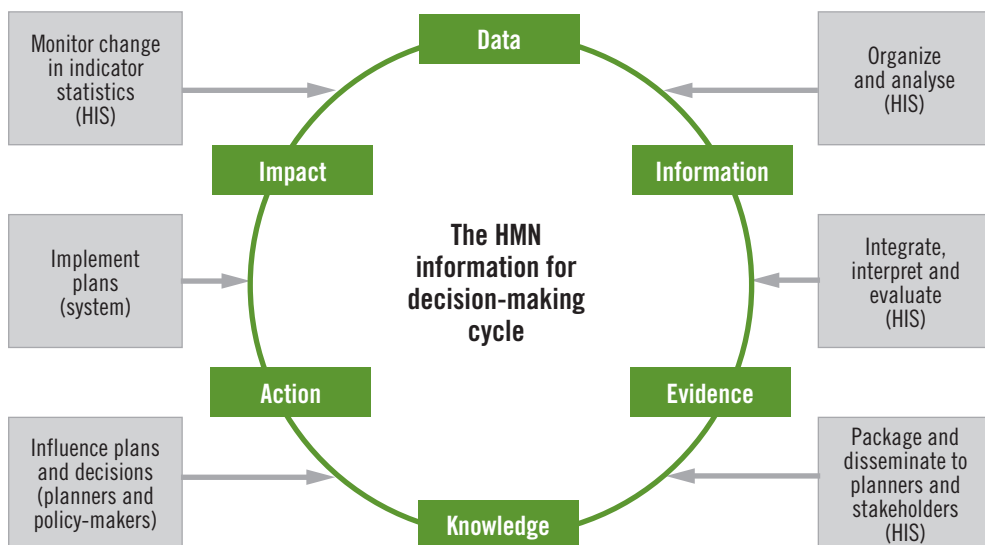 Data
Monitor change
in indicator
statistics
(HIS)
Organize
and analyse
(HIS)
Impact
Information
The HMN
information for
decision-making
cycle
Implement
plans
(system)
Integrate,
interpret and
evaluate
(HIS)
Action
Evidence
Influence plans
and decisions
(planners and
policy-makers)
Package and
disseminate to
planners and
stakeholders
(HIS)
Knowledge